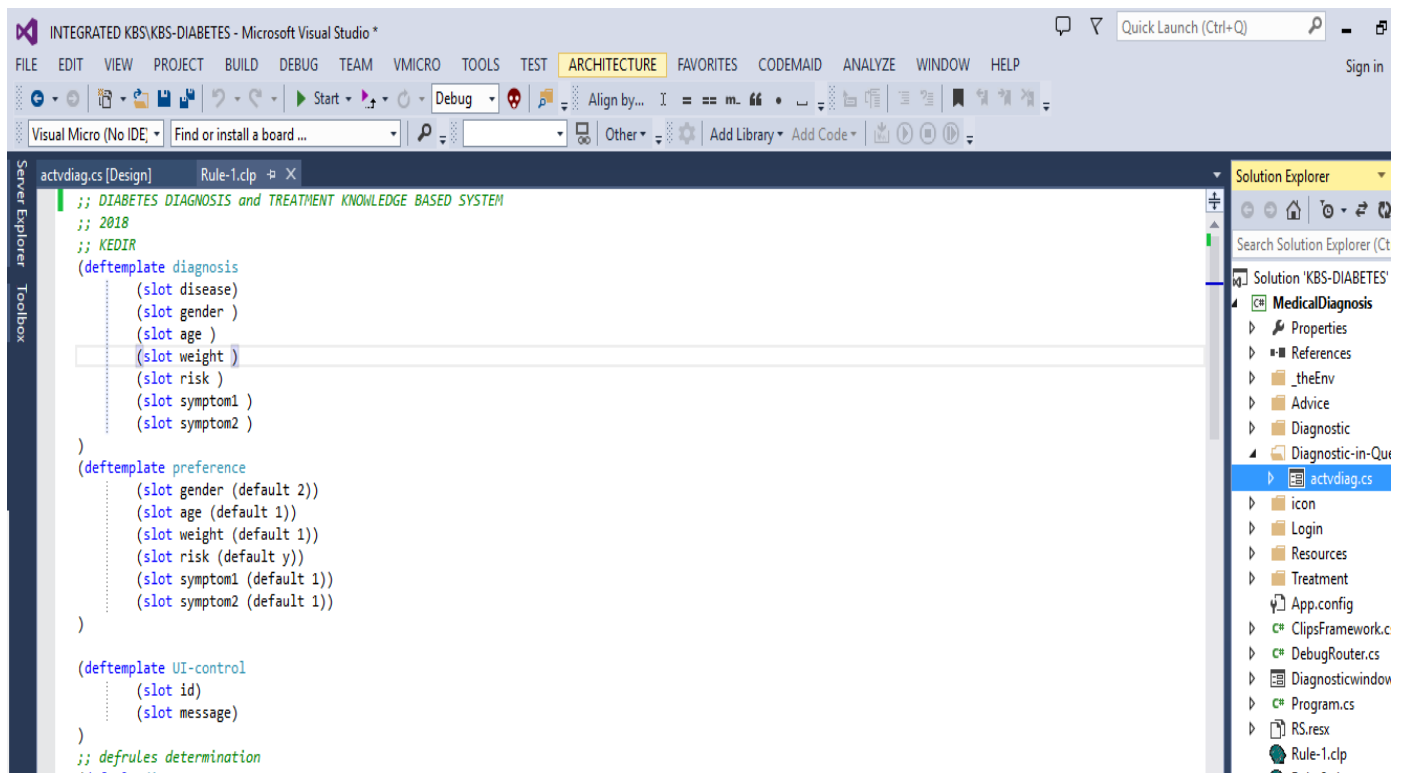 INTEGRATED KBS\KBS-DIABETES - Microsoft Visual Studio *
Quick Launch (Ctrl+Q)
FILE EDIT VIEW PROJECT BUILD DEBUG TEAM VMICRO TOOLS TEST ARCHITECTURE FAVORITES CODEMAID ANALYZE WINDOW HELP
Sign in
Start Debug Align by...
Visual Micro (No IDE) Find or install a board ... Other Add Library Add Code
Server Explorer
Toolbox
actvdiag.cs [Design] Rule-1.clp
;; DIABETES DIAGNOSIS and TREATMENT KNOWLEDGE BASED SYSTEM
;; 2018
;; KEDIR
(deftemplate diagnosis
(slot disease)
(slot gender )
(slot age )
(slot weight )
(slot risk )
(slot symptom1 )
(slot symptom2 )
)
(deftemplate preference
(slot gender (default 2))
(slot age (default 1))
(slot weight (default 1))
(slot risk (default y))
(slot symptom1 (default 1))
(slot symptom2 (default 1))
)
(deftemplate UI-control
(slot id)
(slot message)
)
;; defrules determination
Solution Explorer
Search Solution Explorer (Ct
Solution 'KBS-DIABETES'
C# MedicalDiagnosis
Properties
References
_theEnv
Advice
Diagnostic
Diagnostic-in-Que
actvdiag.cs
icon
Login
Resources
Treatment
App.config
C# ClipsFramework.c
C# DebugRouter.cs
Diagnosticwindow
C# Program.cs
RS.resx
Rule-1.clp